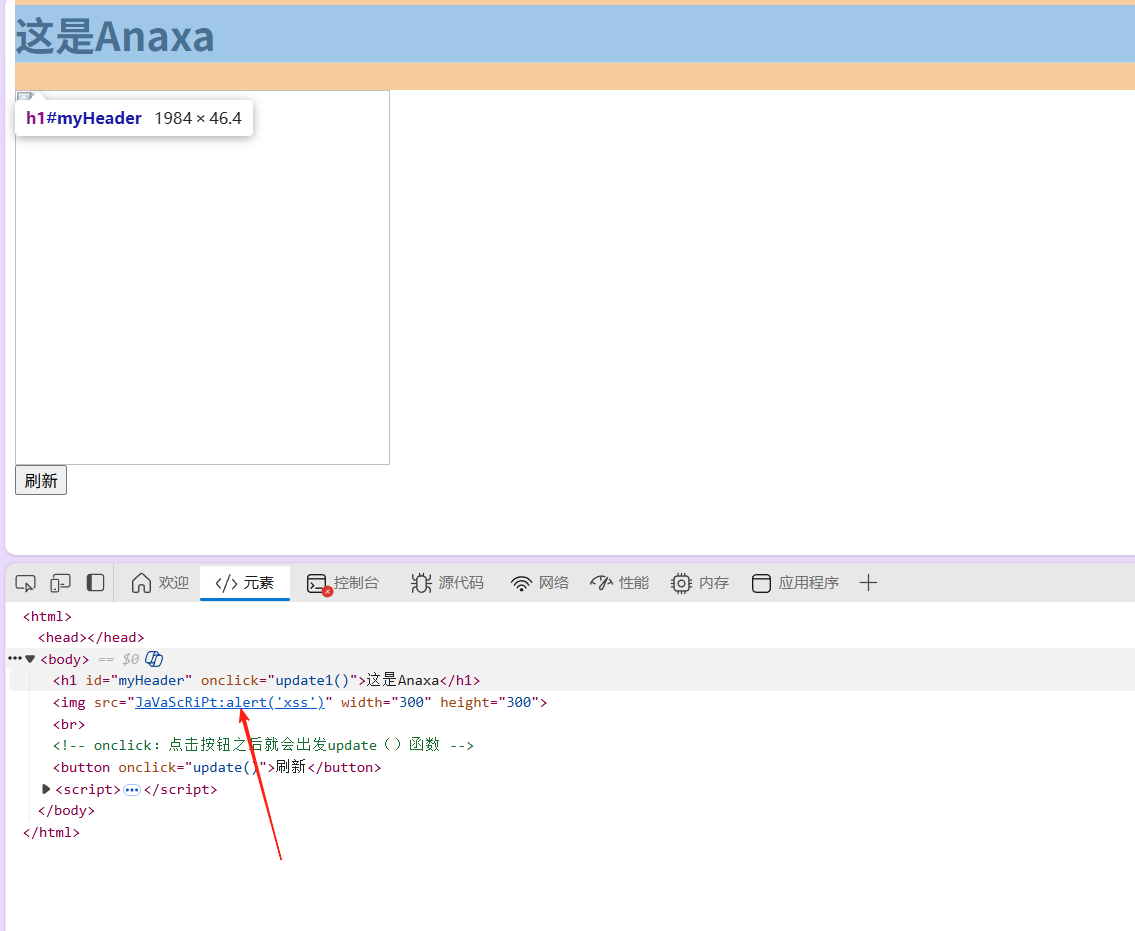 这是Anaxa
h1#myHeader 1984 × 46.4
刷新
欢迎 元素 控制台 源代码 网络 性能 内存 应用程序
<html>
<head></head>
<body> == $0
<h1 id="myHeader" onclick="update1()">这是Anaxa</h1>
<img src="JaVaScRiPt:alert('xss')" width="300" height="300">
<br>
<!-- onclick：点击按钮之后就会出发update（）函数 -->
<button onclick="update()">刷新</button>
<script>…</script>
</body>
</html>